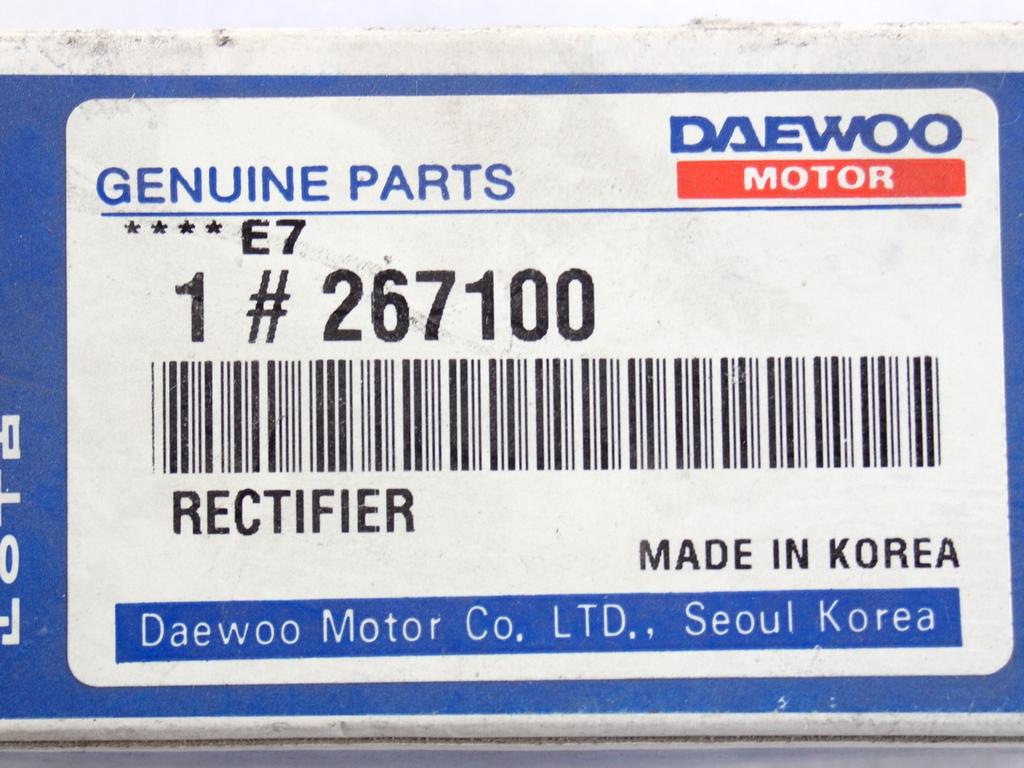 DAEWOO
MOTOR
GENUINE PARTS
**** E7
1 # 267100
RECTIFIER
MADE IN KOREA
Daewoo Motor Co. LTD., Seoul Korea